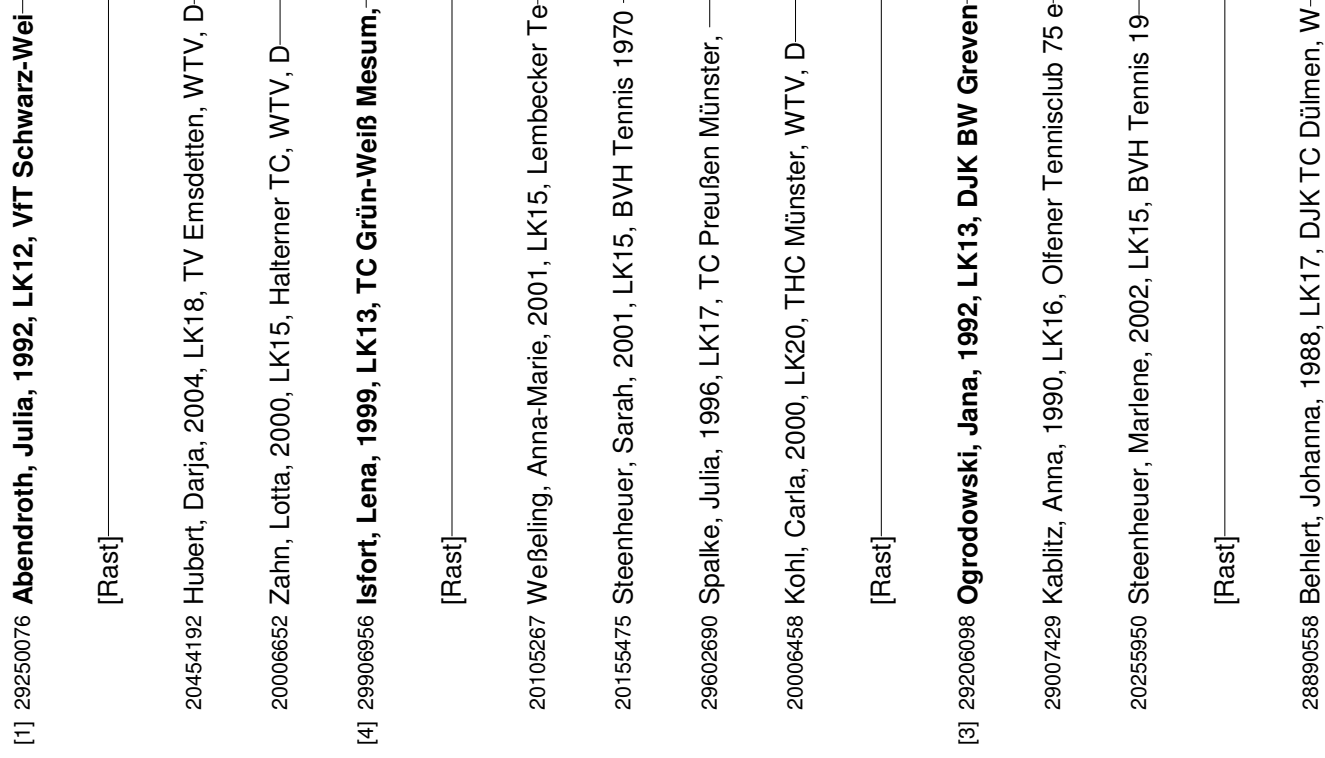 [1] 29250076 Abendroth, Julia, 1992, LK12, VfT Schwarz-Wei
[Rast]
20454192 Hubert, Darja, 2004, LK18, TV Emsdetten, WTV, D
20006652 Zahn, Lotta, 2000, LK15, Halterner TC, WTV, D
[4] 29906956 Isfort, Lena, 1999, LK13, TC Grün-Weiß Mesum,
[Rast]
20105267 Weßeling, Anna-Marie, 2001, LK15, Lembecker Te
20155475 Steenheuer, Sarah, 2001, LK15, BVH Tennis 1970
29602690 Spalke, Julia, 1996, LK17, TC Preußen Münster,
20006458 Kohl, Carla, 2000, LK20, THC Münster, WTV, D
[Rast]
[3] 29206098 Ogrodowski, Jana, 1992, LK13, DJK BW Greven
29007429 Kablitz, Anna, 1990, LK16, Olfener Tennisclub 75 e
20255950 Steenheuer, Marlene, 2002, LK15, BVH Tennis 19
[Rast]
28890558 Behlert, Johanna, 1988, LK17, DJK TC Dülmen, W